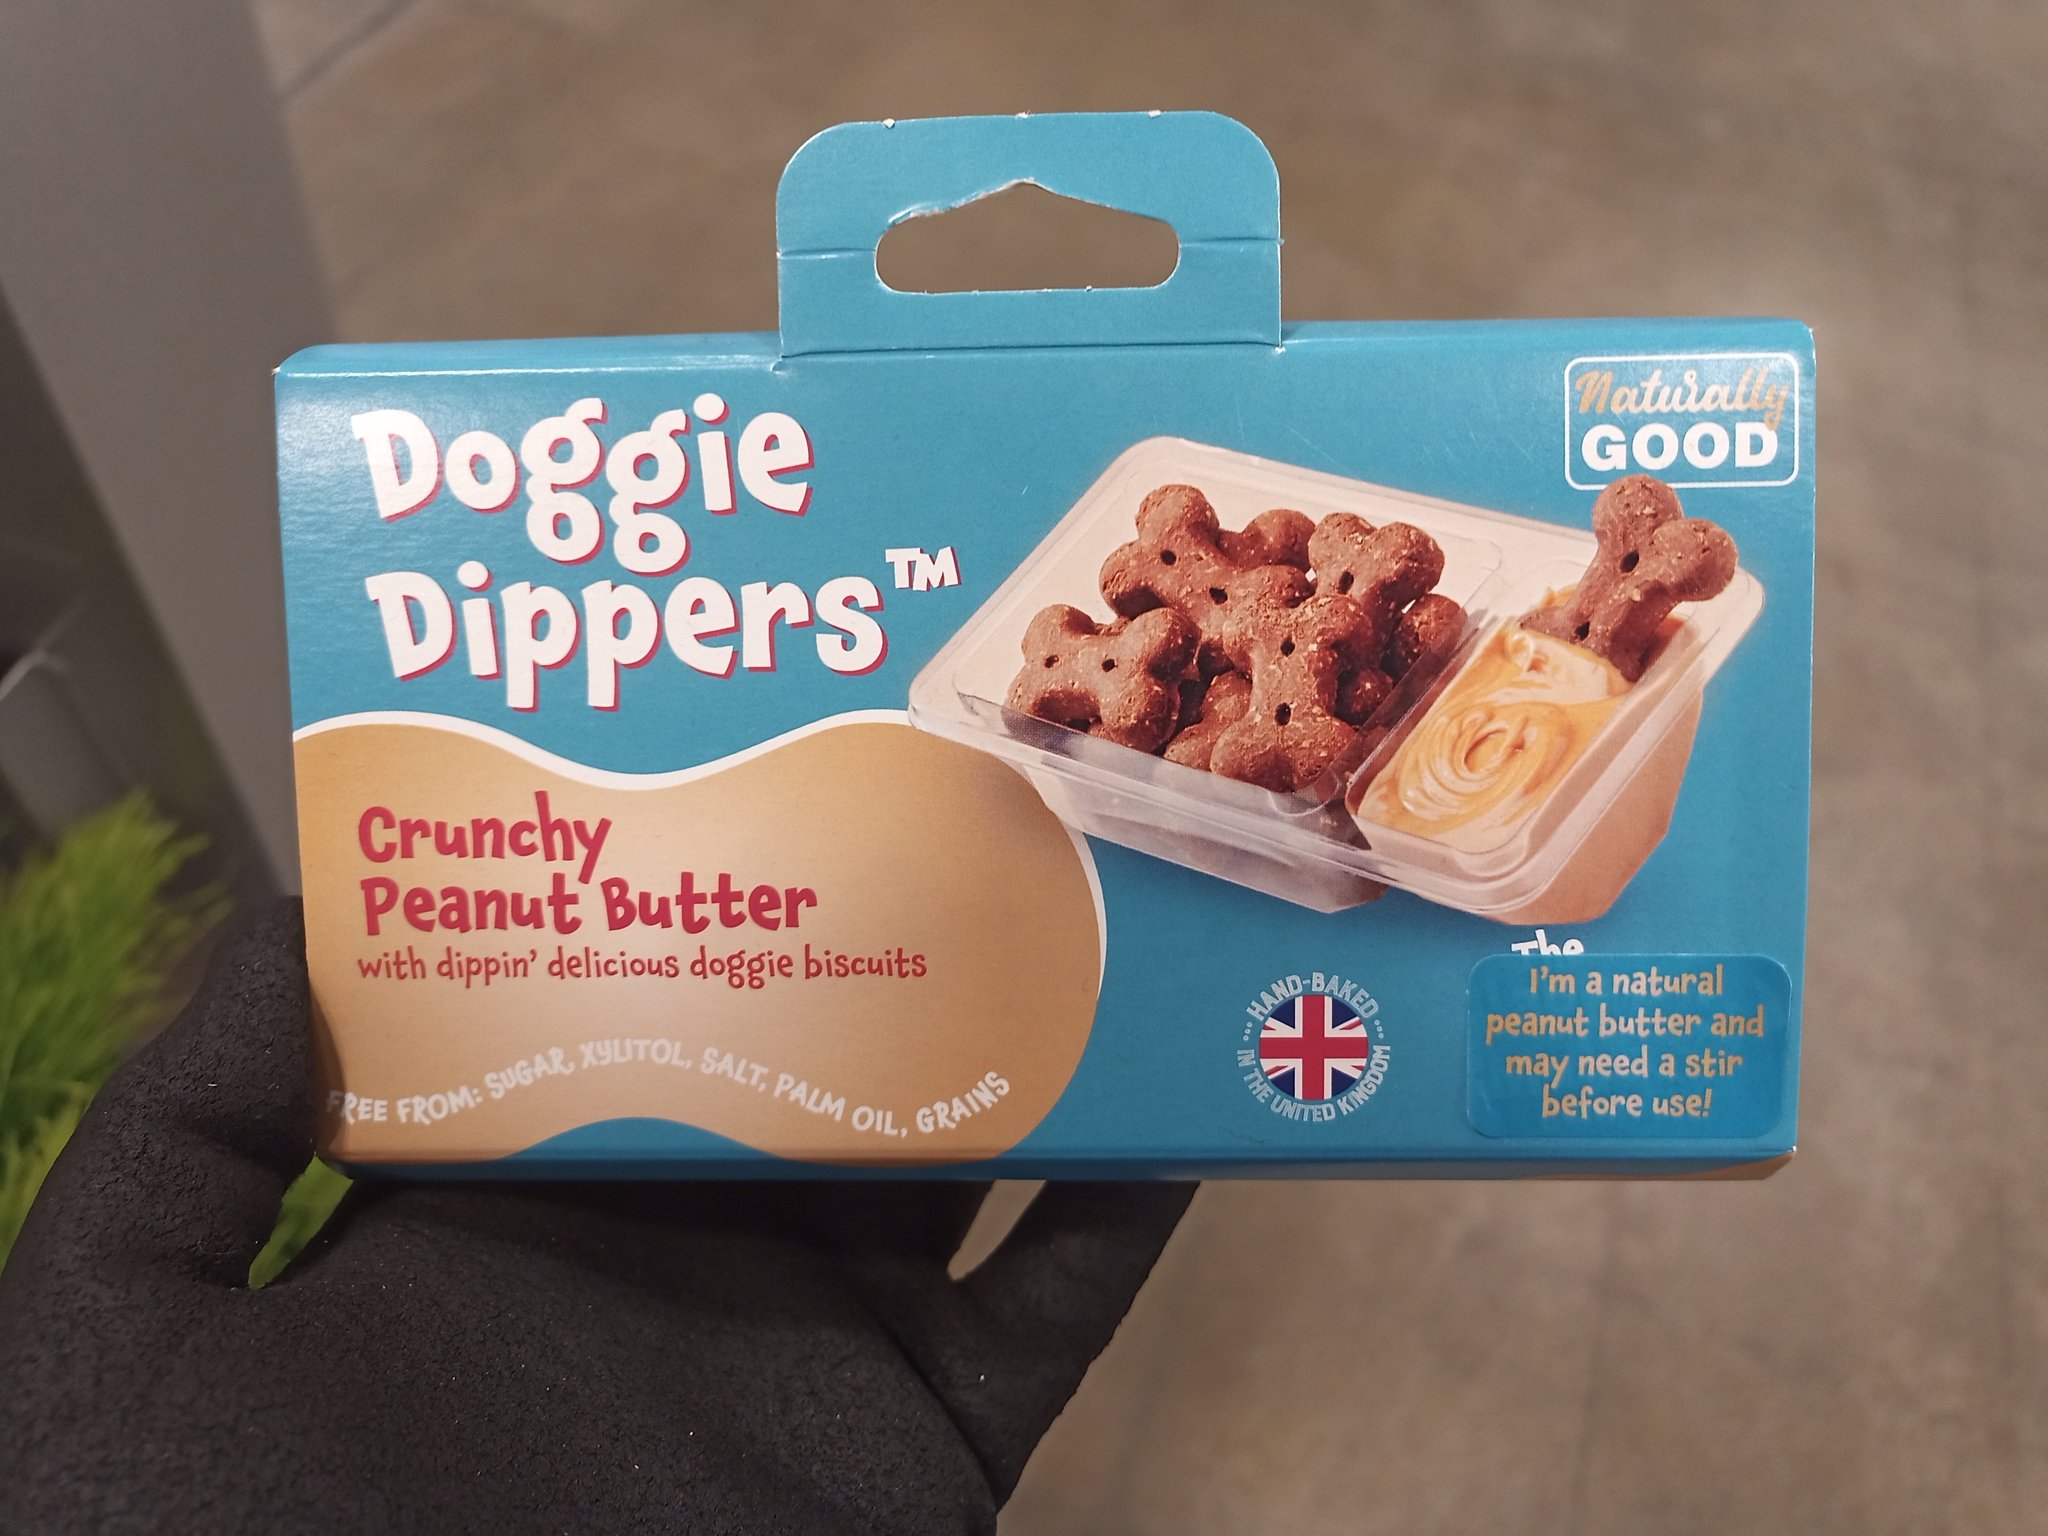 Doggie
Dippers™
Naturally
GOOD
Crunchy
Peanut Butter
with dippin' delicious doggie biscuits
FREE FROM: SUGAR, XYLITOL, SALT, PALM OIL, GRAINS
HAND-BAKED
IN THE UNITED KINGDOM
The
I'm a natural
peanut butter and
may need a stir
before use!